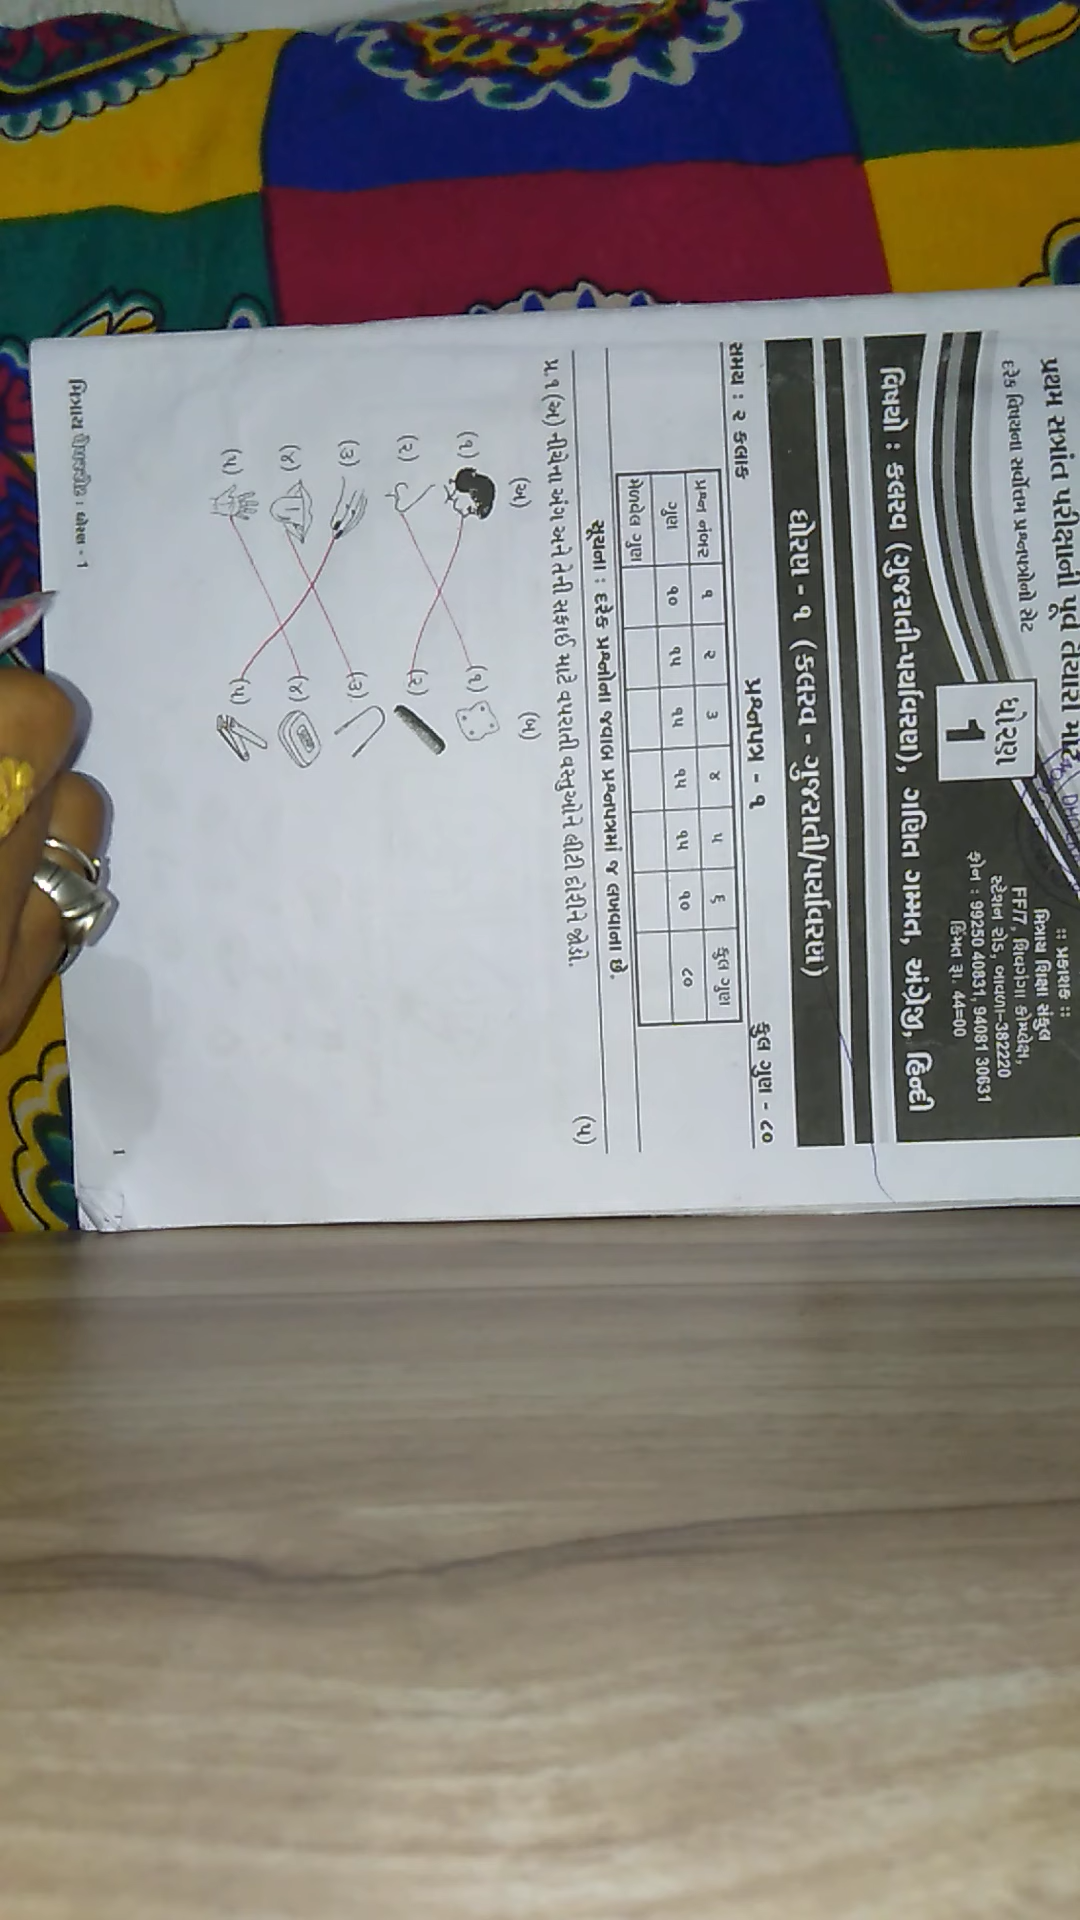 પ્રથમ સત્રાંત પરીક્ષાની પૂર્વ તૈયારી માટે
દરેક વિષયના સર્વોત્તમ પ્રશ્નપત્રોનો સેટ
ધોરણ
1
:: પ્રકાશક ::
મિત્રાય શિક્ષા સંકુલ
FF/7, શિવગંગા કોમ્પ્લેક્ષ,
સ્ટેશન રોડ, બાવળા-382220
ફોન : 99250 40831, 94081 30631
કિંમત રૂા. 44=00
વિષયો : કલરવ (ગુજરાતી-પર્યાવરણ), ગણિત ગમ્મત, અંગ્રેજી, હિન્દી
ધોરણ - ૧ (કલરવ - ગુજરાતી/પર્યાવરણ)
સમય : ૨ કલાક પ્રશ્નપત્ર - ૧ કુલ ગુણ - ૮૦
પ્રશ્ન નંબર ૧ ૨ ૩ ૪ ૫ ૬ કુલ ગુણ
ગુણ ૧૦ ૧૫ ૧૫ ૧૫ ૧૫ ૧૦ ૮૦
મેળવેલ ગુણ
સૂચના : દરેક પ્રશ્નોના જવાબ પ્રશ્નપત્રમાં જ લખવાના છે.
પ્ર.૧ (અ) નીચેના અંગ અને તેની સફાઈ માટે વપરાતી વસ્તુઓને લીટી દોરીને જોડો. (૫)
(અ) (બ)
(૧) (૧)
(૨) (૨)
(૩) (૩)
(૪) (૪)
(૫) (૫)
મિત્રાય : ધોરણ - 1 1